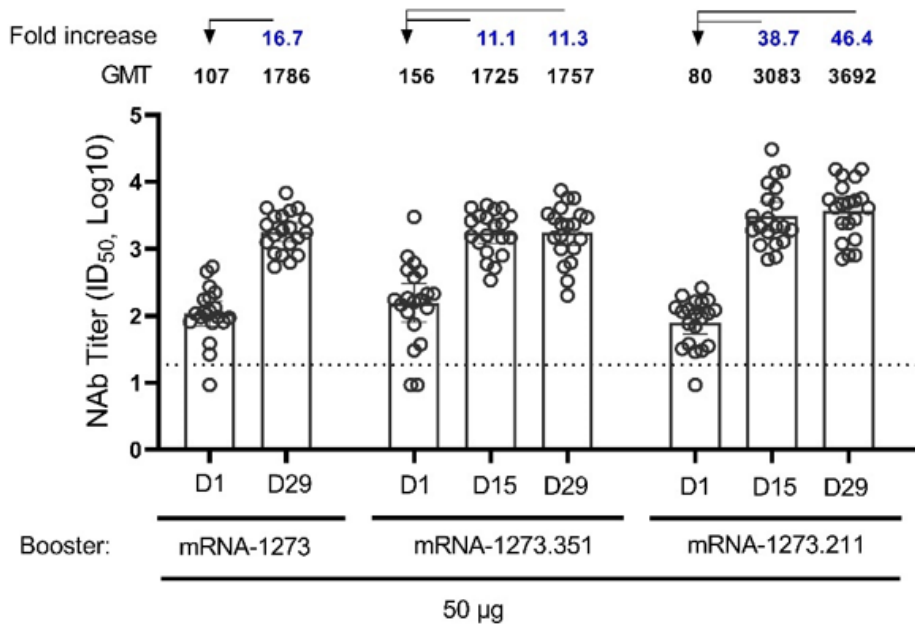 Fold increase 16.7 11.1 11.3 38.7 46.4
GMT 107 1786 156 1725 1757 80 3083 3692
NAb Titer (ID50, Log10)
5
4
3
2
1
0
D1 D29 D1 D15 D29 D1 D15 D29
Booster: mRNA-1273 mRNA-1273.351 mRNA-1273.211
50 µg